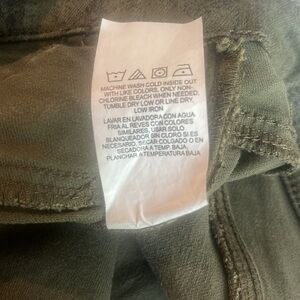 MACHINE WASH COLD INSIDE OUT
WITH LIKE COLORS, ONLY NON-
CHLORINE BLEACH WHEN NEEDED,
TUMBLE DRY LOW OR LINE DRY,
LOW IRON
LAVAR EN LAVADORA CON AGUA
FRIA AL REVES CON COLORES
SIMILARES, USAR SOLO
BLANQUEADOR SIN CLORO SI ES
NECESARIO, SECAR COLGADO O EN
SECADORA A TEMP. BAJA,
PLANCHAR A TEMPERATURA BAJA